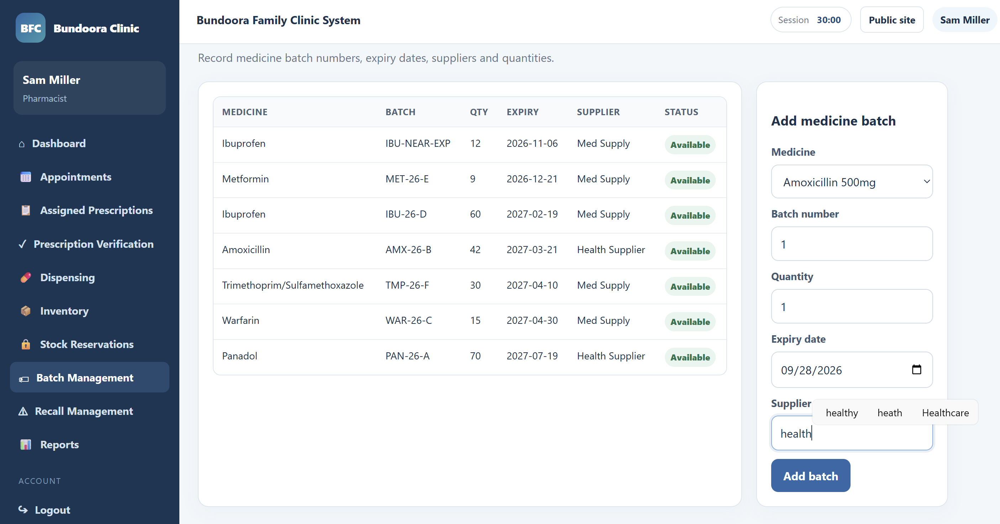 BFC Bundoora Clinic
Sam Miller
Pharmacist
Dashboard
Appointments
Assigned Prescriptions
Prescription Verification
Dispensing
Inventory
Stock Reservations
Batch Management
Recall Management
Reports
ACCOUNT
Logout
Bundoora Family Clinic System
Session 30:00
Public site
Sam Miller
Record medicine batch numbers, expiry dates, suppliers and quantities.
MEDICINE BATCH QTY EXPIRY SUPPLIER STATUS
Ibuprofen IBU-NEAR-EXP 12 2026-11-06 Med Supply Available
Metformin MET-26-E 9 2026-12-21 Med Supply Available
Ibuprofen IBU-26-D 60 2027-02-19 Med Supply Available
Amoxicillin AMX-26-B 42 2027-03-21 Health Supplier Available
Trimethoprim/Sulfamethoxazole TMP-26-F 30 2027-04-10 Med Supply Available
Warfarin WAR-26-C 15 2027-04-30 Med Supply Available
Panadol PAN-26-A 70 2027-07-19 Health Supplier Available
Add medicine batch
Medicine
Amoxicillin 500mg
Batch number
1
Quantity
1
Expiry date
09/28/2026
Supplier
healthy heath Healthcare
health
Add batch